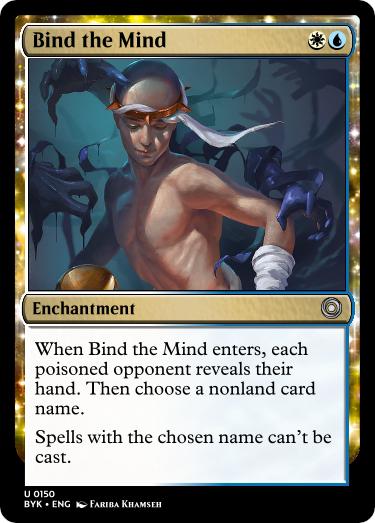 Bind the Mind
Enchantment
When Bind the Mind enters, each
poisoned opponent reveals their
hand. Then choose a nonland card
name.
Spells with the chosen name can't be
cast.
U 0150
BYK • ENG Fariba Khamseh